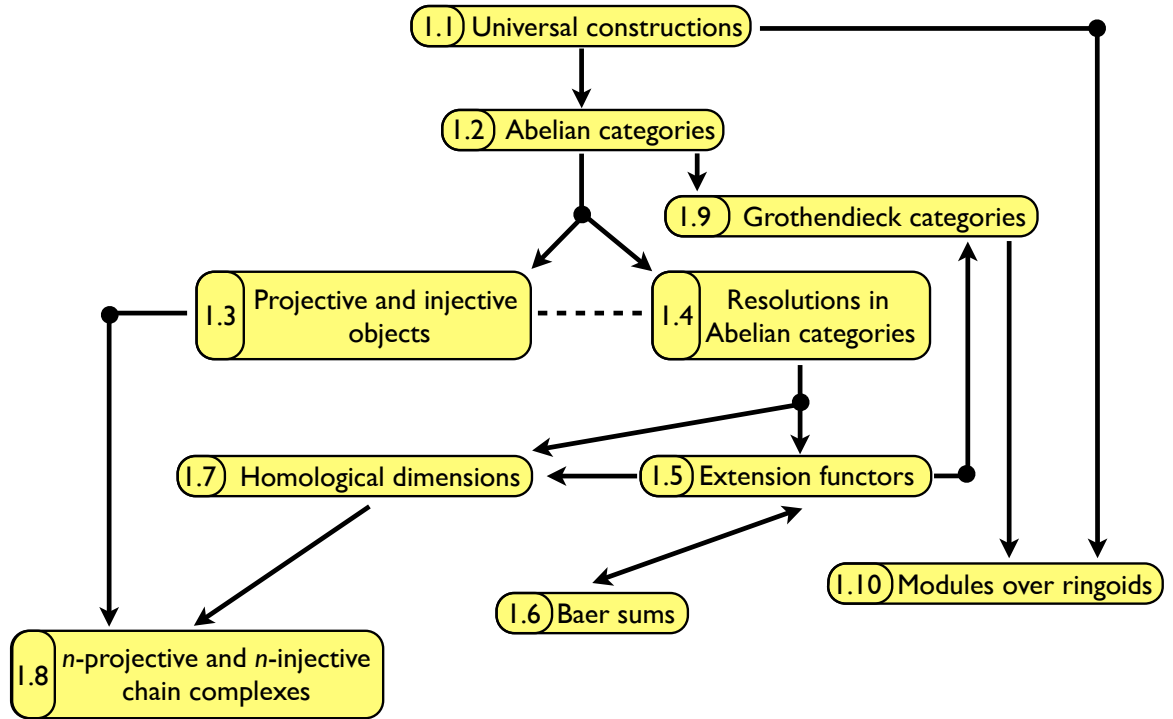 1.1 Universal constructions
1.2 Abelian categories
1.9 Grothendieck categories
1.3 Projective and injective
objects
1.4 Resolutions in
Abelian categories
1.7 Homological dimensions
1.5 Extension functors
1.10 Modules over ringoids
1.6 Baer sums
1.8 n-projective and n-injective
chain complexes